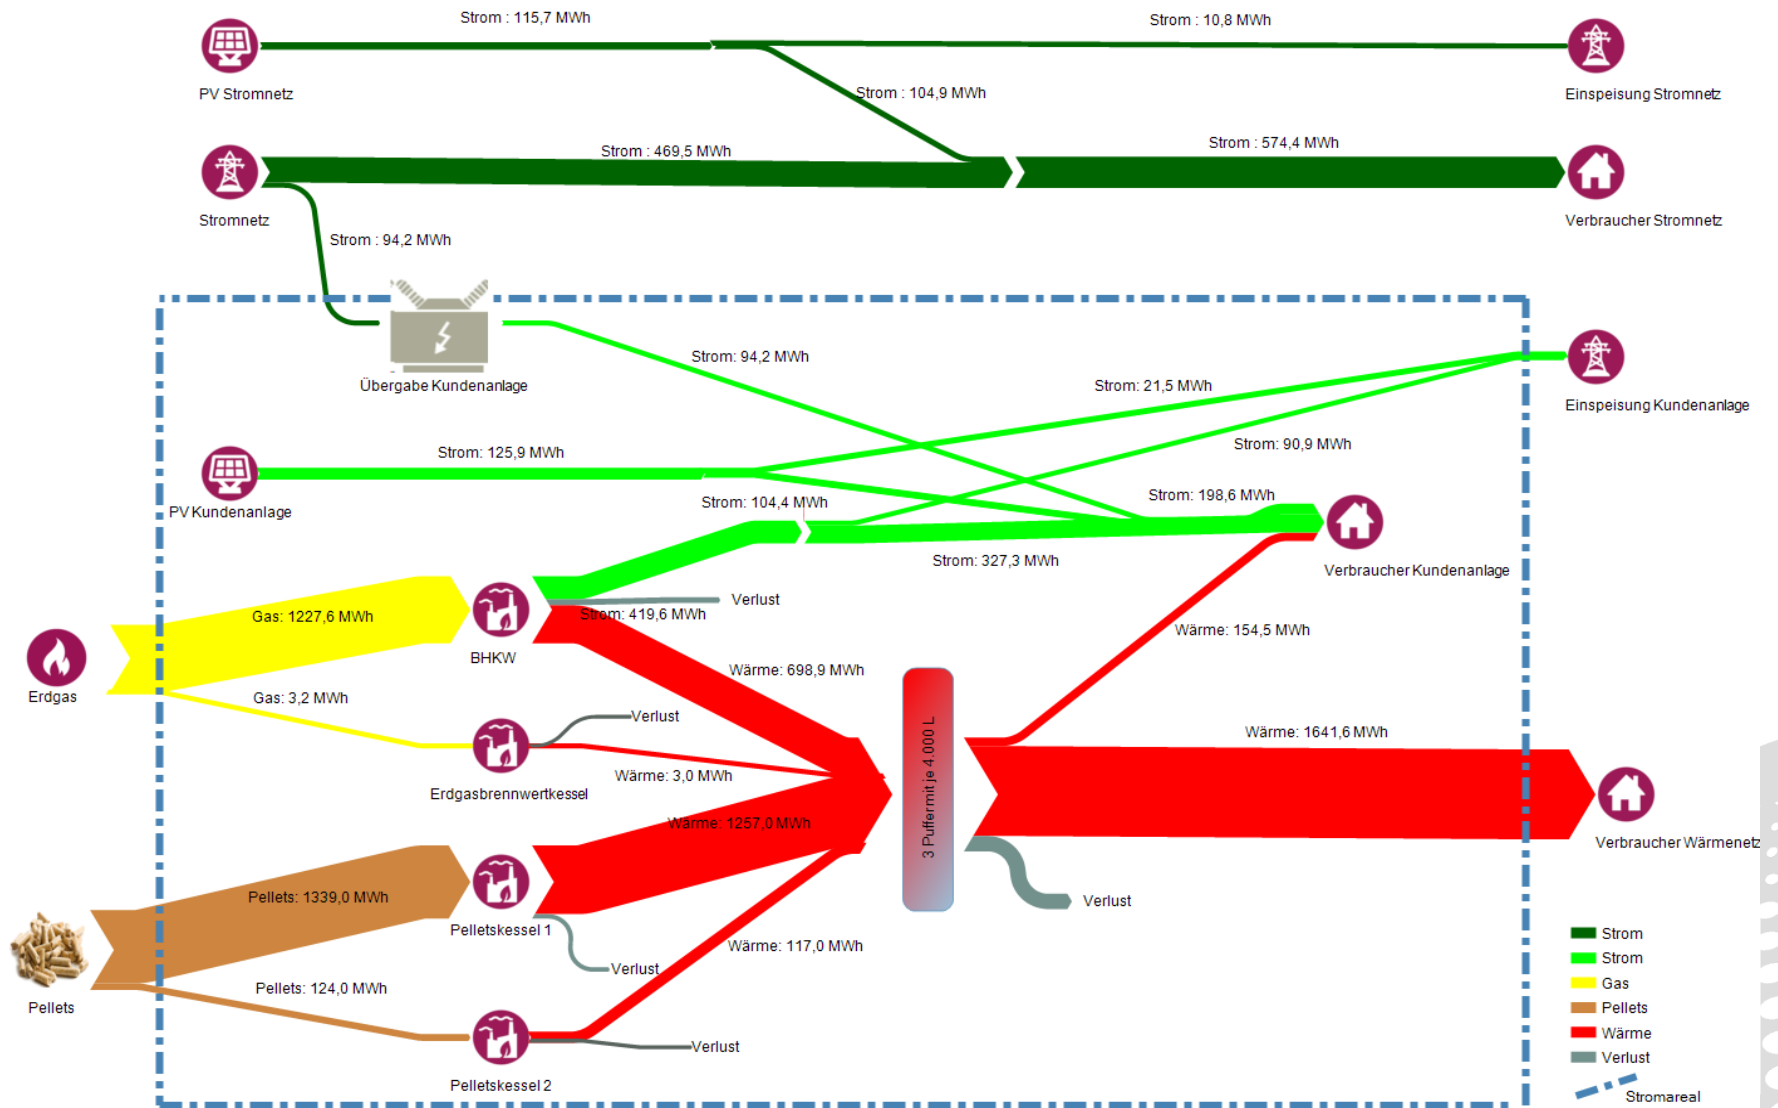 Strom : 115,7 MWh
Strom : 10,8 MWh
PV Stromnetz
Strom : 104,9 MWh
Einspeisung Stromnetz
Strom : 469,5 MWh
Strom : 574,4 MWh
Stromnetz
Verbraucher Stromnetz
Strom : 94,2 MWh
Übergabe Kundenanlage
Strom: 94,2 MWh
Strom: 21,5 MWh
Einspeisung Kundenanlage
Strom: 125,9 MWh
Strom: 90,9 MWh
PV Kundenanlage
Strom: 104,4 MWh
Strom: 198,6 MWh
Strom: 327,3 MWh
Verbraucher Kundenanlage
Gas: 1227,6 MWh
Verlust
Strom: 419,6 MWh
BHKW
Wärme: 154,5 MWh
Erdgas
Gas: 3,2 MWh
Wärme: 698,9 MWh
Verlust
Wärme: 3,0 MWh
Erdgasbrennwertkessel
3 Puffermit je 4.000 L
Wärme: 1641,6 MWh
Wärme: 1257,0 MWh
Verbraucher Wärmenetz
Pellets: 1339,0 MWh
Pelletskessel 1
Verlust
Wärme: 117,0 MWh
Verlust
Pellets
Pellets: 124,0 MWh
Verlust
Pelletskessel 2
Strom
Strom
Gas
Pellets
Wärme
Verlust
Stromareal